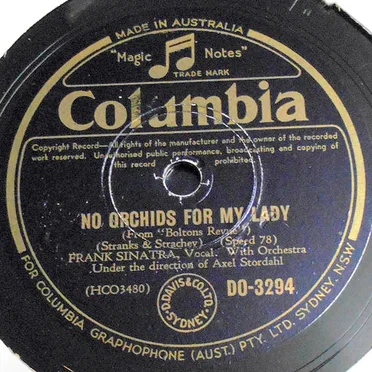 MADE IN AUSTRALIA
"Magic Notes"
TRADE MARK
Columbia
Copyright Record—All rights of the manufacturer and the owner of the recorded
work reserved. Unauthorised public performance, broadcasting and copying of
this record prohibited.
NO ORCHIDS FOR MY LADY
(From "Boltons Revue")
(Stranks & Strachey) (Speed 78)
FRANK SINATRA, Vocal. With Orchestra
Under the direction of Axel Stordahl
(HCO3480)
DO-3294
D. DAVIS & CO. LTD.
SYDNEY.
FOR COLUMBIA GRAPHOPHONE (AUST.) PTY. LTD. SYDNEY. N.S.W